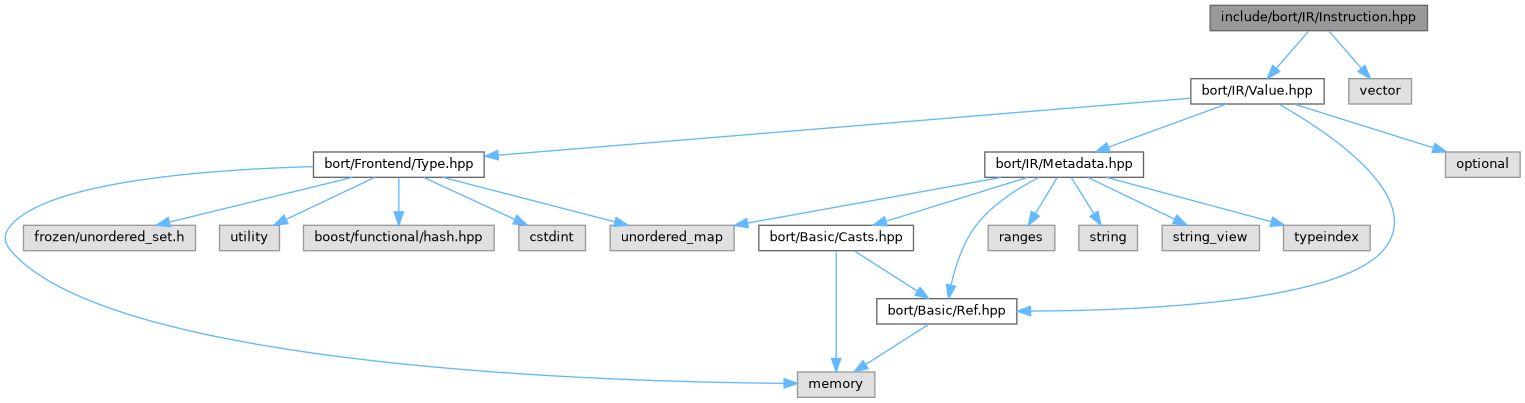 include/bort/IR/Instruction.hpp
bort/IR/Value.hpp
vector
bort/Frontend/Type.hpp
bort/IR/Metadata.hpp
optional
frozen/unordered_set.h
utility
boost/functional/hash.hpp
cstdint
unordered_map
bort/Basic/Casts.hpp
ranges
string
string_view
typeindex
bort/Basic/Ref.hpp
memory